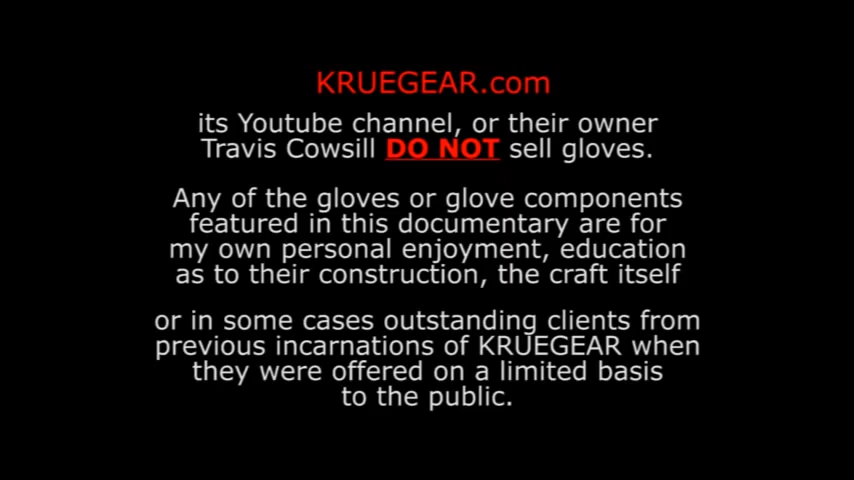 KRUEGEAR.com
its Youtube channel, or their owner
Travis Cowsill DO NOT sell gloves.
Any of the gloves or glove components
featured in this documentary are for
my own personal enjoyment, education
as to their construction, the craft itself
or in some cases outstanding clients from
previous incarnations of KRUEGEAR when
they were offered on a limited basis
to the public.